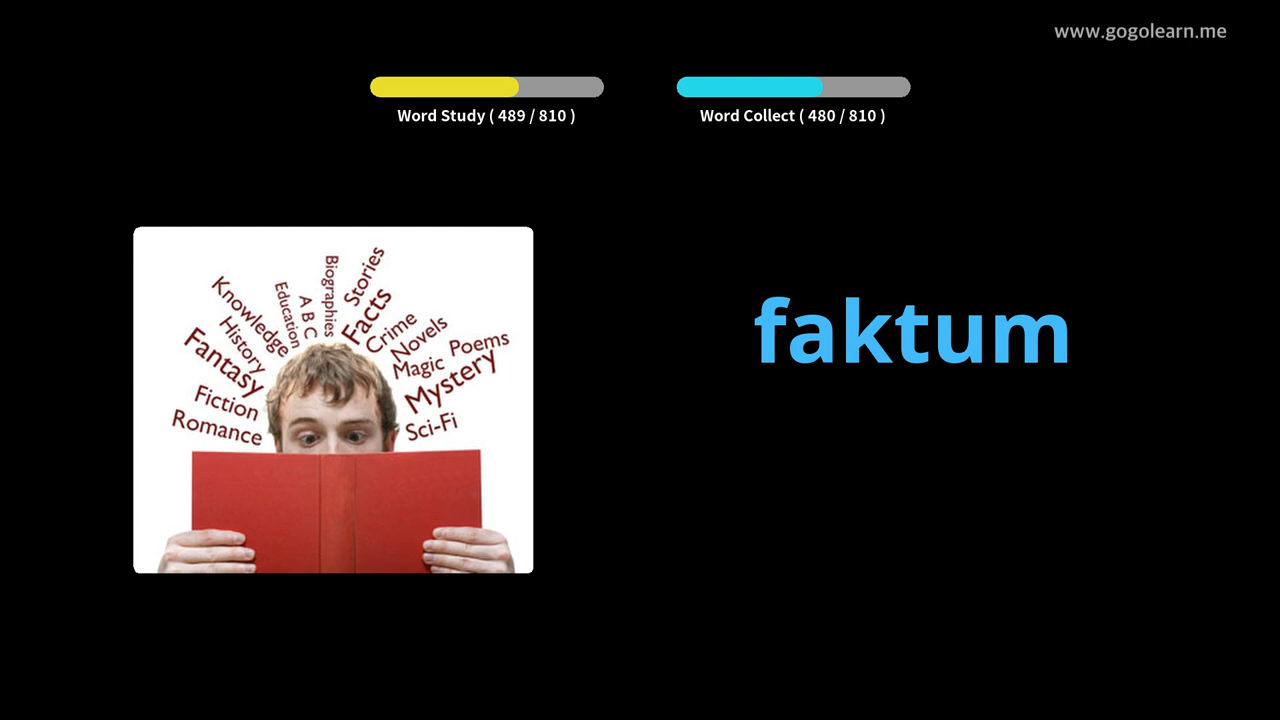 www.gogolearn.me
Word Study ( 489 / 810 )
Word Collect ( 480 / 810 )
Biographies
Stories
Education
A B C
Facts
Knowledge
History
Crime
Novels
Poems
Fantasy
Magic
Mystery
Fiction
Romance
Sci-Fi
faktum